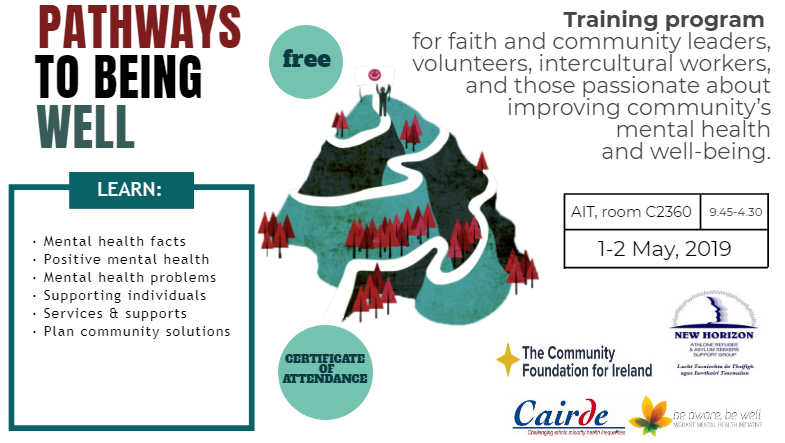 PATHWAYS
TO BEING
WELL
free
Training program
for faith and community leaders,
volunteers, intercultural workers,
and those passionate about
improving community's
mental health
and well-being.
LEARN:
· Mental health facts
· Positive mental health
· Mental health problems
· Supporting individuals
· Services & supports
· Plan community solutions
AIT, room C2360
9.45-4.30
1-2 May, 2019
CERTIFICATE
OF
ATTENDANCE
The Community
Foundation for Ireland
NEW HORIZON
ATHLONE REFUGEE
& ASYLUM SEEKERS
SUPPORT GROUP
Lucht Tacaíochta do Theifigh
agus Iarrthóirí Tearmainn
Cairde
Challenging ethnic minority health inequalities
be aware, be well
MIGRANT MENTAL HEALTH INITIATIVE